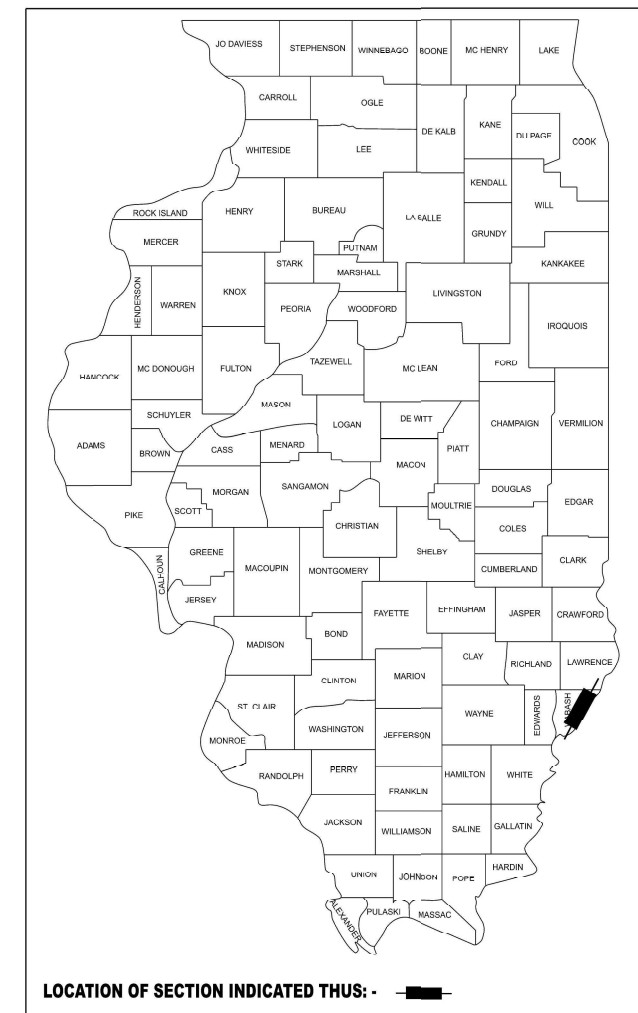 JO DAVIESS STEPHENSON WINNEBAGO BOONE MC HENRY LAKE
CARROLL OGLE DE KALB KANE DU PAGE COOK
WHITESIDE LEE
KENDALL WILL
ROCK ISLAND HENRY BUREAU LA SALLE
GRUNDY
MERCER PUTNAM
STARK MARSHALL KANKAKEE
HENDERSON WARREN KNOX PEORIA WOODFORD LIVINGSTON
IROQUOIS
HANCOCK MC DONOUGH FULTON TAZEWELL MC LEAN FORD
MASON
SCHUYLER LOGAN DE WITT CHAMPAIGN VERMILION
ADAMS BROWN CASS MENARD MACON PIATT
SANGAMON DOUGLAS
PIKE SCOTT MORGAN MOULTRIE EDGAR
CHRISTIAN COLES
GREENE SHELBY
CALHOUN MACOUPIN MONTGOMERY CUMBERLAND CLARK
JERSEY FAYETTE EFFINGHAM JASPER CRAWFORD
MADISON BOND
CLAY RICHLAND LAWRENCE
CLINTON MARION
ST. CLAIR WAYNE EDWARDS WABASH
WASHINGTON JEFFERSON
MONROE
RANDOLPH PERRY HAMILTON WHITE
FRANKLIN
JACKSON WILLIAMSON SALINE GALLATIN
UNION JOHNSON POPE HARDIN
ALEXANDER PULASKI MASSAC
LOCATION OF SECTION INDICATED THUS: -